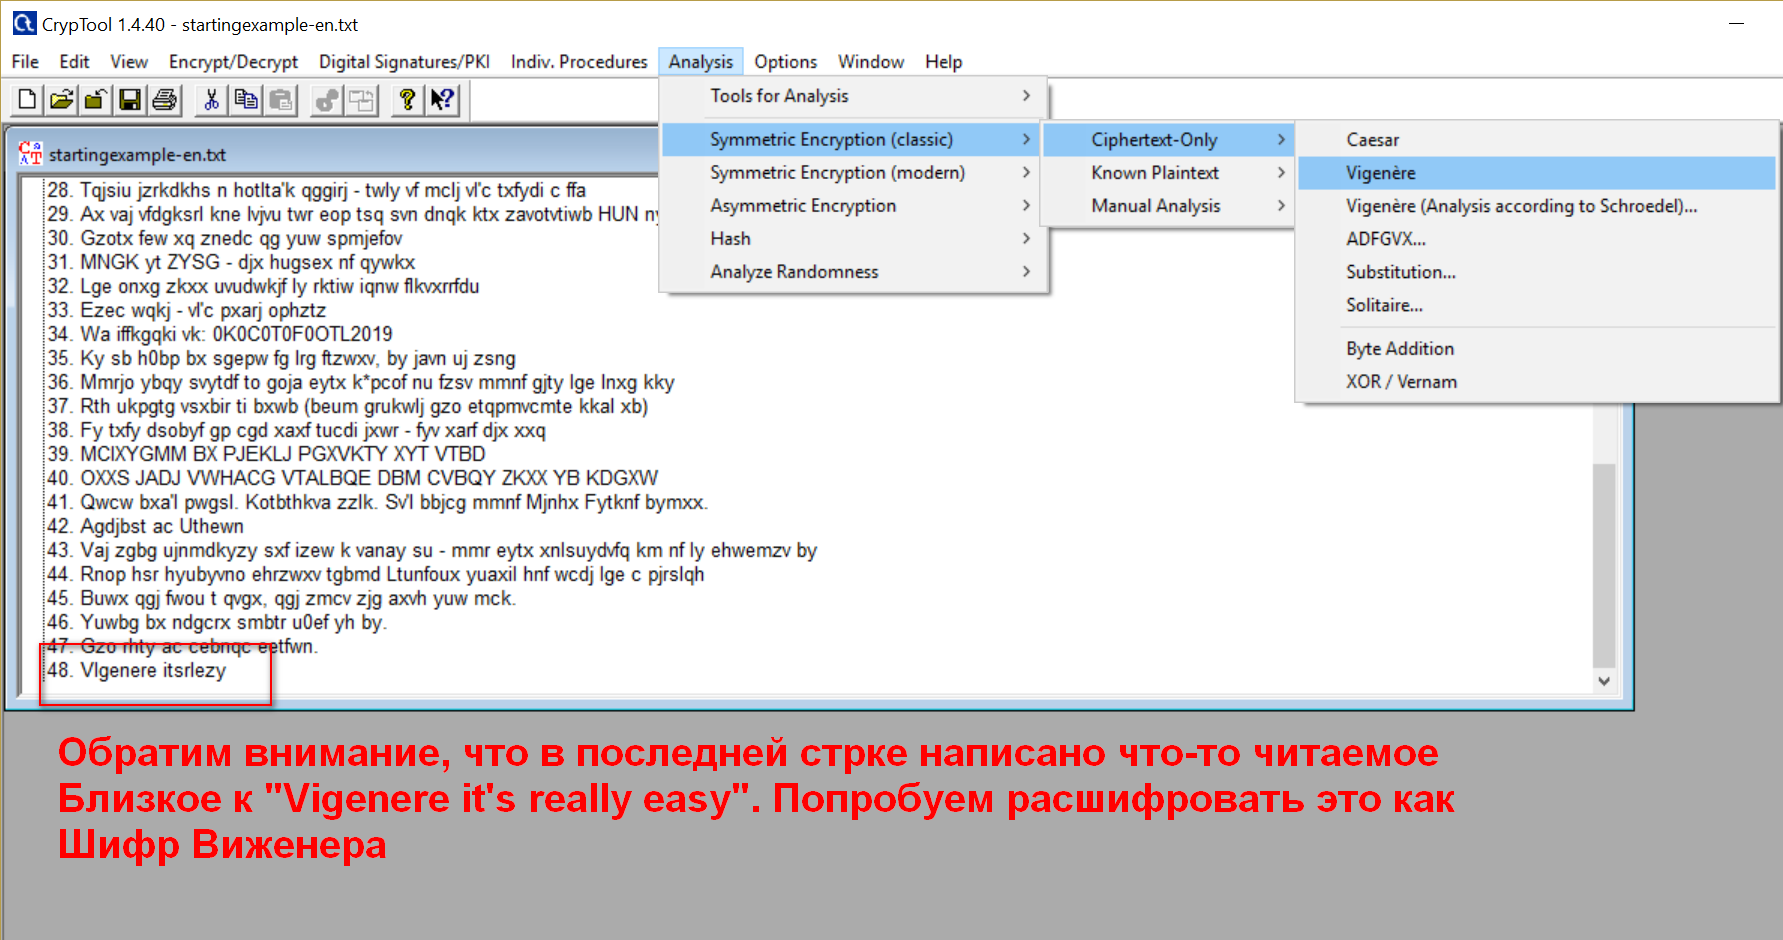 CrypTool 1.4.40 - startingexample-en.txt
File Edit View Encrypt/Decrypt Digital Signatures/PKI Indiv. Procedures Analysis Options Window Help
Tools for Analysis
Symmetric Encryption (classic)
Symmetric Encryption (modern)
Asymmetric Encryption
Hash
Analyze Randomness
Ciphertext-Only
Known Plaintext
Manual Analysis
Caesar
Vigenère
Vigenère (Analysis according to Schroedel)...
ADFGVX...
Substitution...
Solitaire...
Byte Addition
XOR / Vernam
startingexample-en.txt
28. Tqjsiu jzrkdkhs n hotlta'k qggirj - twly vf mclj vl'c txfydi c ffa
29. Ax vaj vfdgksrl kne lvjvu twr eop tsq svn dnqk ktx zavotvtiwb HUN ny
30. Gzotx few xq znedc qg yuw spmjefov
31. MNGK yt ZYSG - djx hugsex nf qywkx
32. Lge onxg zkxx uvudwkjf ly rktiw iqnw flkvxrrfdu
33. Ezec wqkj - vl'c pxarj ophztz
34. Wa iffkgqki vk: 0K0C0T0F0OTL2019
35. Ky sb h0bp bx sgepw fg lrg ftzwxv, by javn uj zsng
36. Mmrjo ybqy svytdf to goja eytx k*pcof nu fzsv mmnf gjty lge lnxg kky
37. Rth ukpgtg vsxbir ti bxwb (beum grukwlj gzo etqpmvcmte kkal xb)
38. Fy txfy dsobyf gp cgd xaxf tucdi jxwr - fyv xarf djx xxq
39. MCIXYGMM BX PJEKLJ PGXVKTY XYT VTBD
40. OXXS JADJ VWHACG VTALBQE DBM CVBQY ZKXX YB KDGXW
41. Qwcw bxa'l pwgsl. Kotbthkva zzlk. Sv'l bbjcg mmnf Mjnhx Fytknf bymxx.
42. Agdjbst ac Uthewn
43. Vaj zgbg ujnmdkyzy sxf izew k vanay su - mmr eytx xnlsuydvfq km nf ly ehwemzv by
44. Rnop hsr hyubyvno ehrzwxv tgbmd Ltunfoux yuaxil hnf wcdj lge c pjrslqh
45. Buwx qgj fwou t qvgx, qgj zmcv zjg axvh yuw mck.
46. Yuwbg bx ndgcrx smbtr u0ef yh by.
47. Gzo rhty ac cebnqc eetfwn.
48. VIgenere itsrlezy
Обратим внимание, что в последней стрке написано что-то читаемое
Близкое к "Vigenere it's really easy". Попробуем расшифровать это как
Шифр Виженера